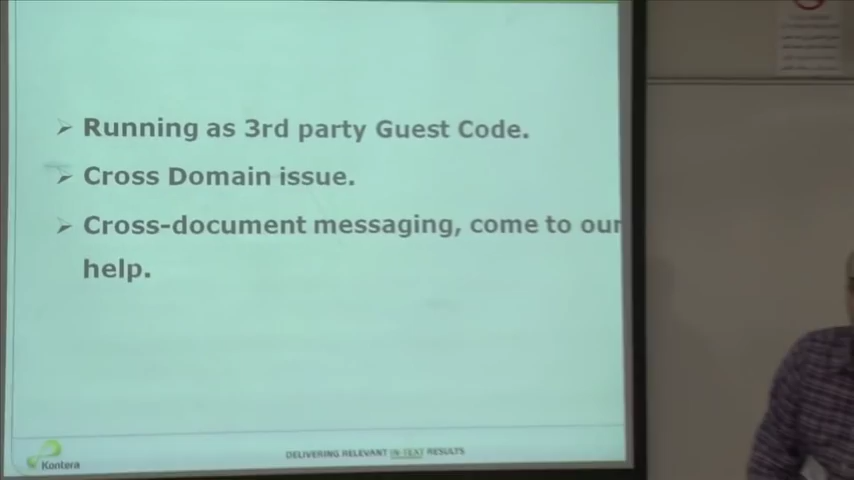 Running as 3rd party Guest Code.
Cross Domain issue.
Cross-document messaging, come to our
help.
Kontera
DELIVERING RELEVANT IN-TEXT RESULTS